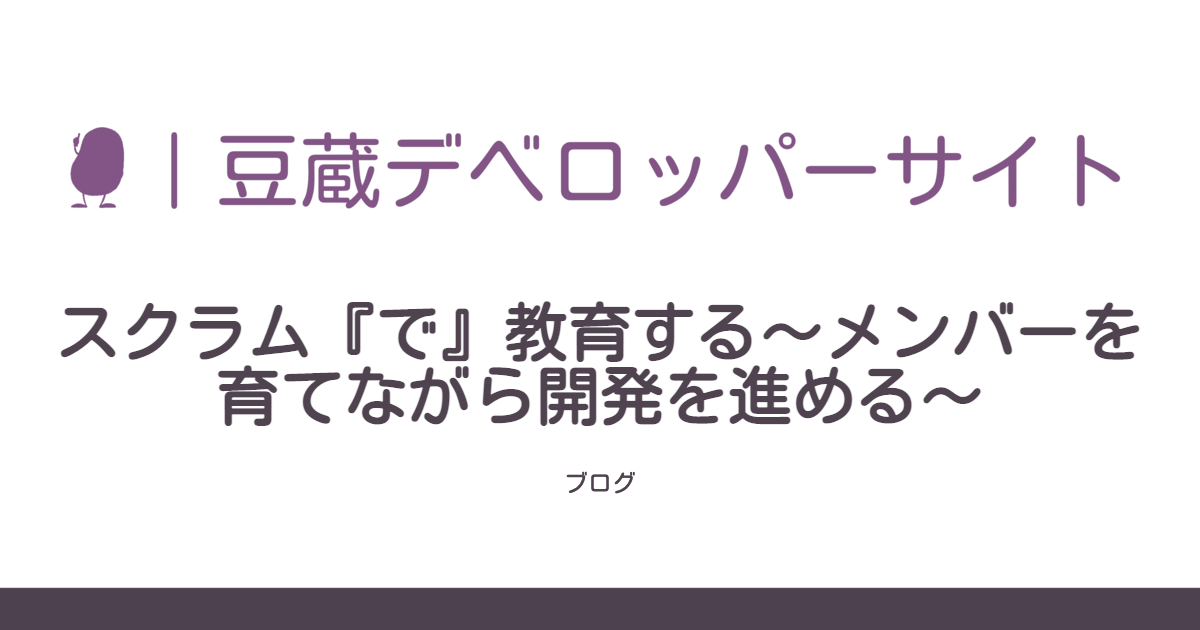 ｜豆蔵デベロッパーサイト
スクラム『で』教育する～メンバーを
育てながら開発を進める～
ブログ